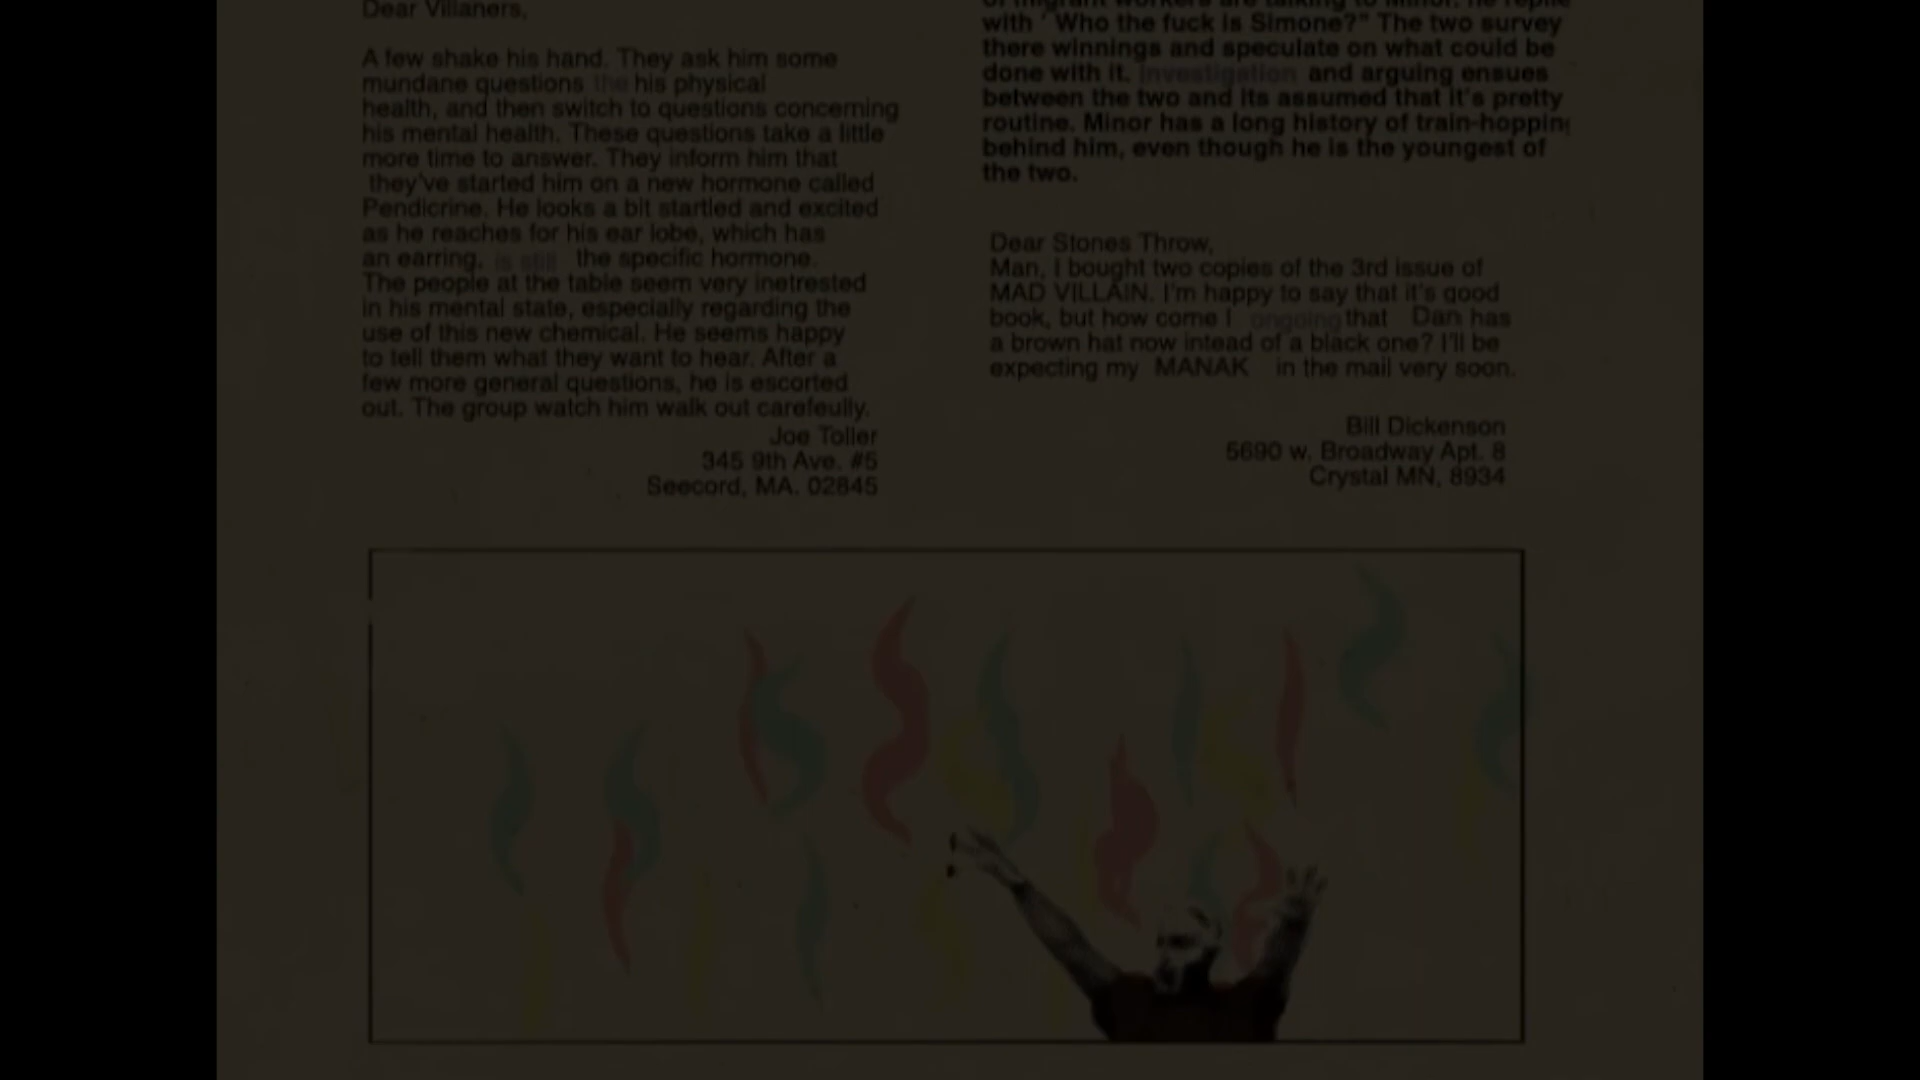 Dear Villaners,
A few shake his hand. They ask him some
mundane questions the his physical
health, and then switch to questions concerning
his mental health. These questions take a little
more time to answer. They inform him that
they've started him on a new hormone called
Pendicrine. He looks a bit startled and excited
as he reaches for his ear lobe, which has
an earring, is still the specific hormone.
The people at the table seem very inetrested
in his mental state, especially regarding the
use of this new chemical. He seems happy
to tell them what they want to hear. After a
few more general questions, he is escorted
out. The group watch him walk out carefeully.
Joe Toller
345 9th Ave. #5
Seecord, MA. 02845
of migrant workers are talking to Minor. he
with "Who the fuck is Simone?" The two survey
there winnings and speculate on what could be
done with it. investigation and arguing ensues
between the two and its assumed that it's pretty
routine. Minor has a long history of train-hopping
behind him, even though he is the youngest of
the two.
Dear Stones Throw,
Man, I bought two copies of the 3rd issue of
MAD VILLAIN. I'm happy to say that it's good
book, but how come I ongoing that Dan has
a brown hat now intead of a black one? I'll be
expecting my MANAK in the mail very soon.
Bill Dickenson
5690 w. Broadway Apt. 8
Crystal MN, 8934